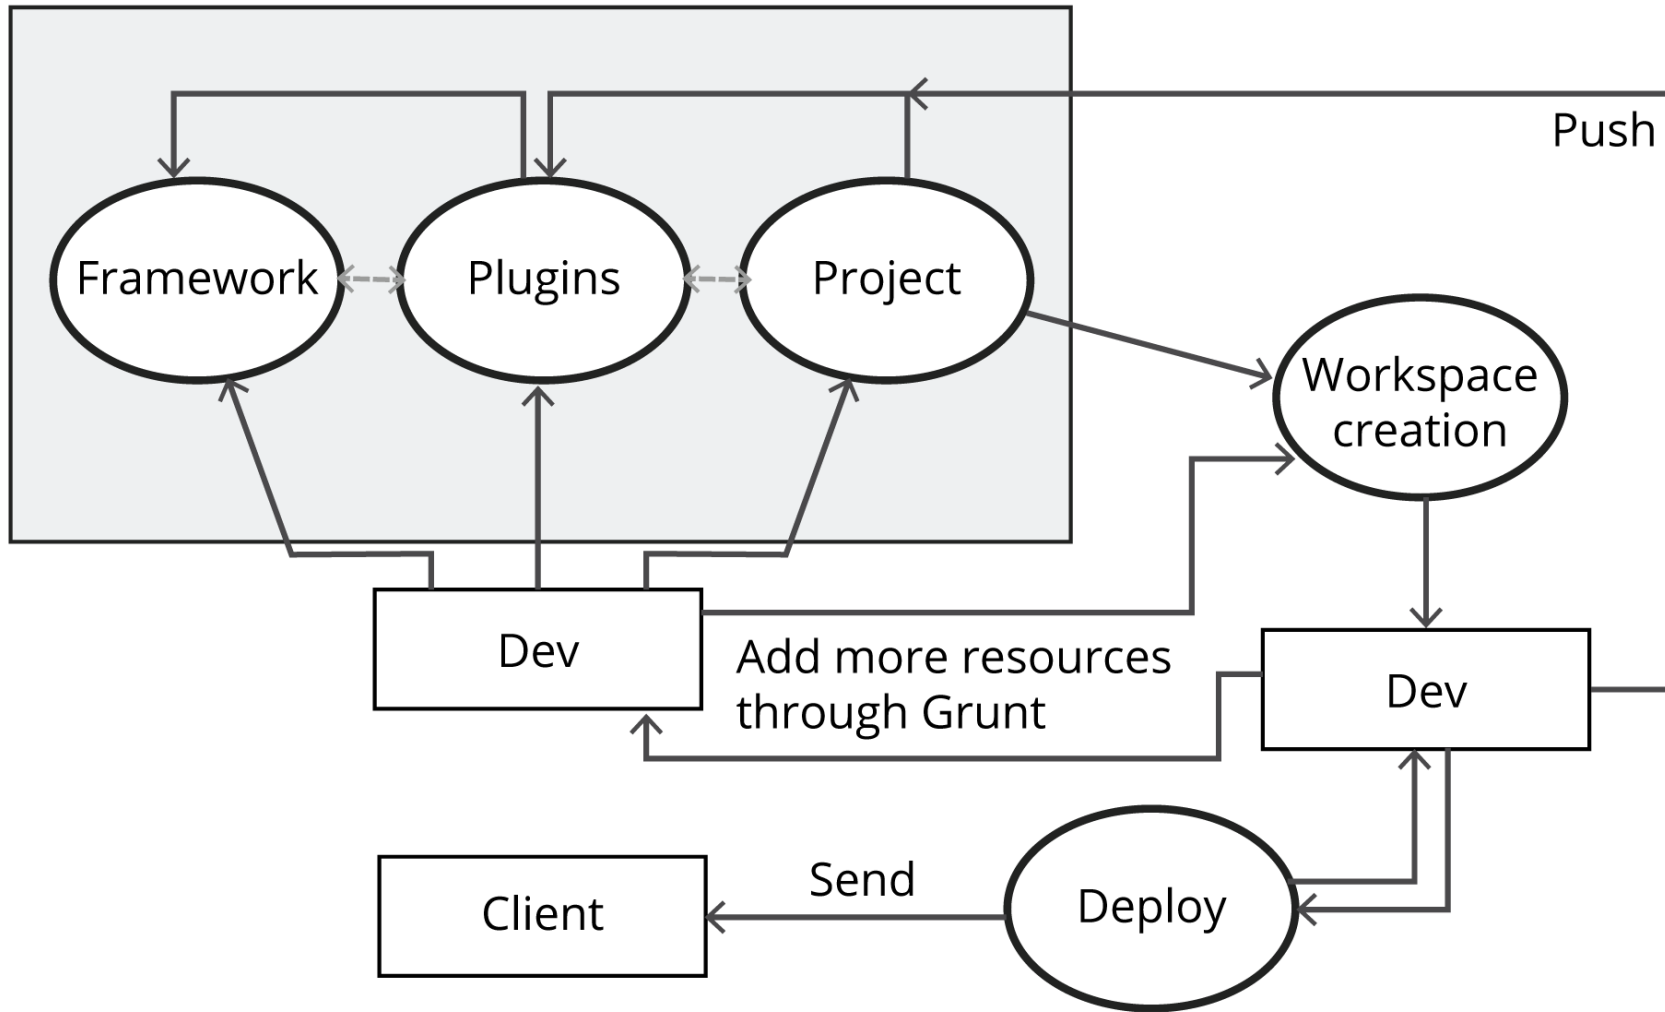 Push
Framework
Plugins
Project
Workspace
creation
Dev
Add more resources
through Grunt
Dev
Send
Client
Deploy